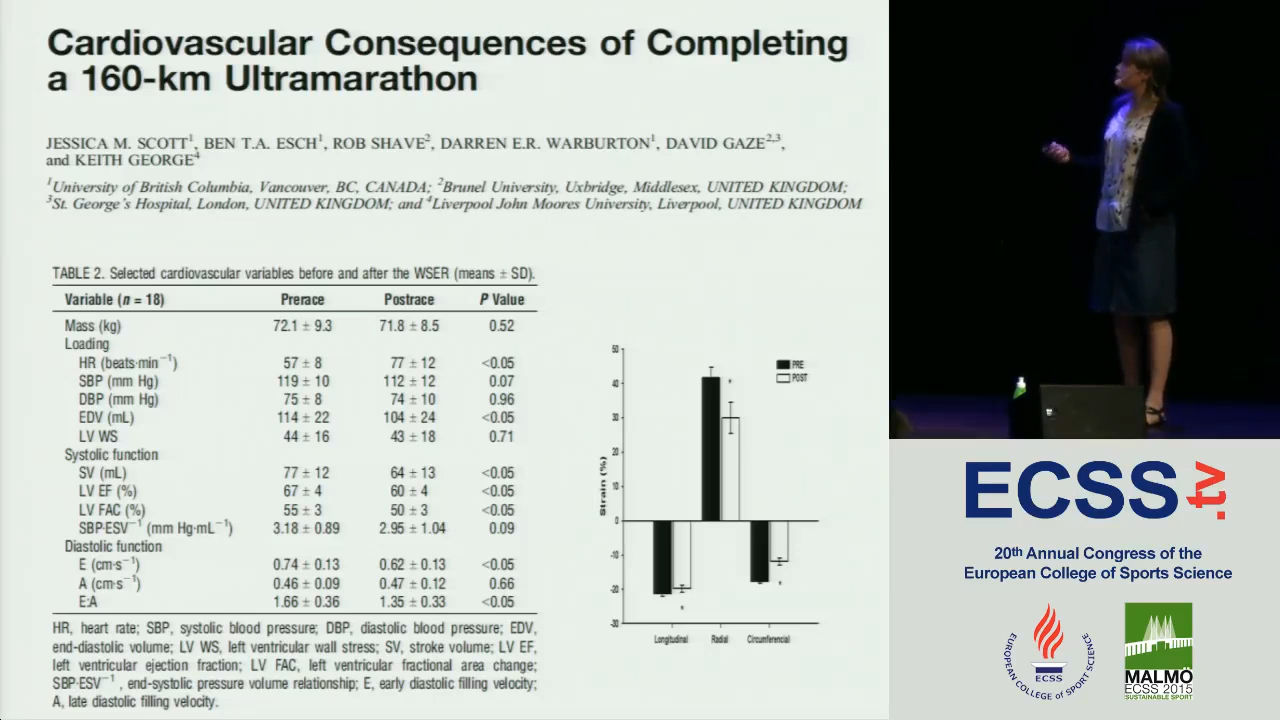 Cardiovascular Consequences of Completing
a 160-km Ultramarathon
JESSICA M. SCOTT1, BEN T.A. ESCH1, ROB SHAVE2, DARREN E.R. WARBURTON1, DAVID GAZE2,3,
and KEITH GEORGE4
1University of British Columbia, Vancouver, BC, CANADA; 2Brunel University, Uxbridge, Middlesex, UNITED KINGDOM;
3St. George's Hospital, London, UNITED KINGDOM; and 4Liverpool John Moores University, Liverpool, UNITED KINGDOM
TABLE 2. Selected cardiovascular variables before and after the WSER (means ± SD).
Variable (n = 18) Prerace Postrace P Value
Mass (kg) 72.1 ± 9.3 71.8 ± 8.5 0.52
Loading
HR (beats·min−1) 57 ± 8 77 ± 12 <0.05
SBP (mm Hg) 119 ± 10 112 ± 12 0.07
DBP (mm Hg) 75 ± 8 74 ± 10 0.96
EDV (mL) 114 ± 22 104 ± 24 <0.05
LV WS 44 ± 16 43 ± 18 0.71
Systolic function
SV (mL) 77 ± 12 64 ± 13 <0.05
LV EF (%) 67 ± 4 60 ± 4 <0.05
LV FAC (%) 55 ± 3 50 ± 3 <0.05
SBP·ESV−1 (mm Hg·mL−1) 3.18 ± 0.89 2.95 ± 1.04 0.09
Diastolic function
E (cm·s−1) 0.74 ± 0.13 0.62 ± 0.13 <0.05
A (cm·s−1) 0.46 ± 0.09 0.47 ± 0.12 0.66
E:A 1.66 ± 0.36 1.35 ± 0.33 <0.05
HR, heart rate; SBP, systolic blood pressure; DBP, diastolic blood pressure; EDV,
end-diastolic volume; LV WS, left ventricular wall stress; SV, stroke volume; LV EF,
left ventricular ejection fraction; LV FAC, left ventricular fractional area change;
SBP·ESV−1, end-systolic pressure volume relationship; E, early diastolic filling velocity;
A, late diastolic filling velocity.
50
40
30
20
10
0
-10
-20
-30
Strain (%)
PRE
POST
*
*
*
Longitudinal Radial Circumferencial
ECSS.tv
20th Annual Congress of the
European College of Sports Science
EUROPEAN COLLEGE OF SPORT SCIENCE
ECSS
MALMÖ
ECSS 2015
SUSTAINABLE SPORT